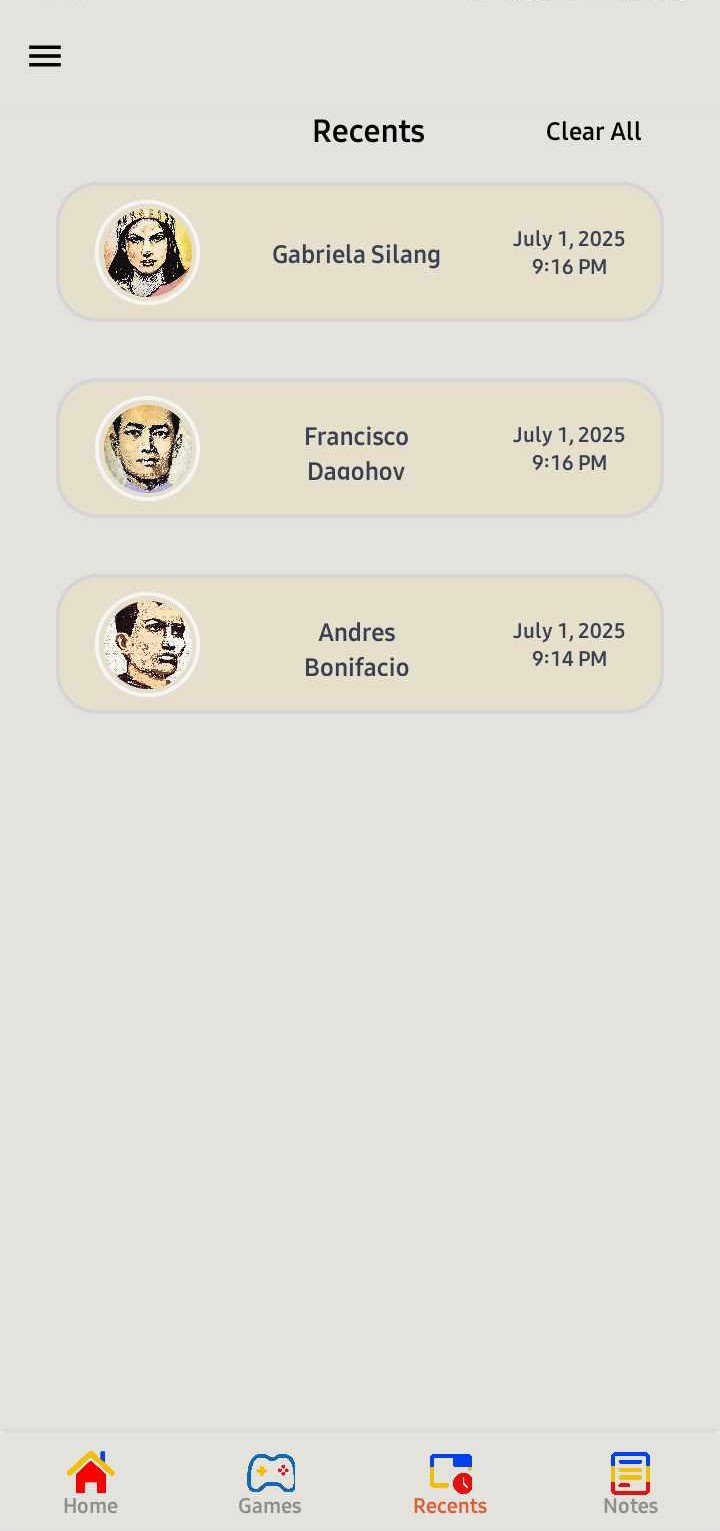 Recents
Clear All
Gabriela Silang
July 1, 2025
9:16 PM
Francisco
Dagohoy
July 1, 2025
9:16 PM
Andres
Bonifacio
July 1, 2025
9:14 PM
Home
Games
Recents
Notes